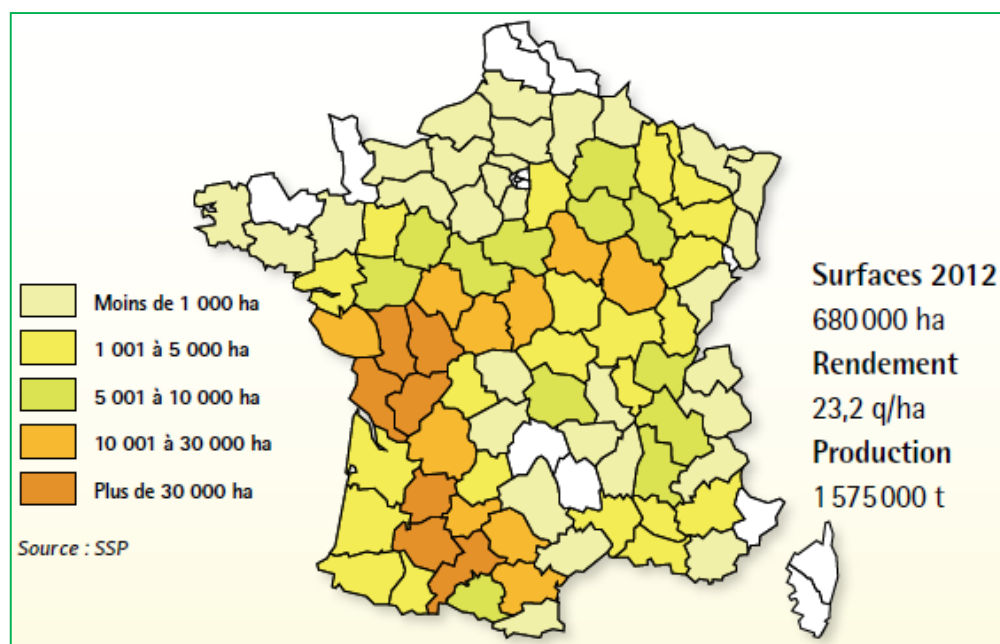 Moins de 1 000 ha
1 001 à 5 000 ha
5 001 à 10 000 ha
10 001 à 30 000 ha
Plus de 30 000 ha
Source : SSP
Surfaces 2012
680 000 ha
Rendement
23,2 q/ha
Production
1 575 000 t